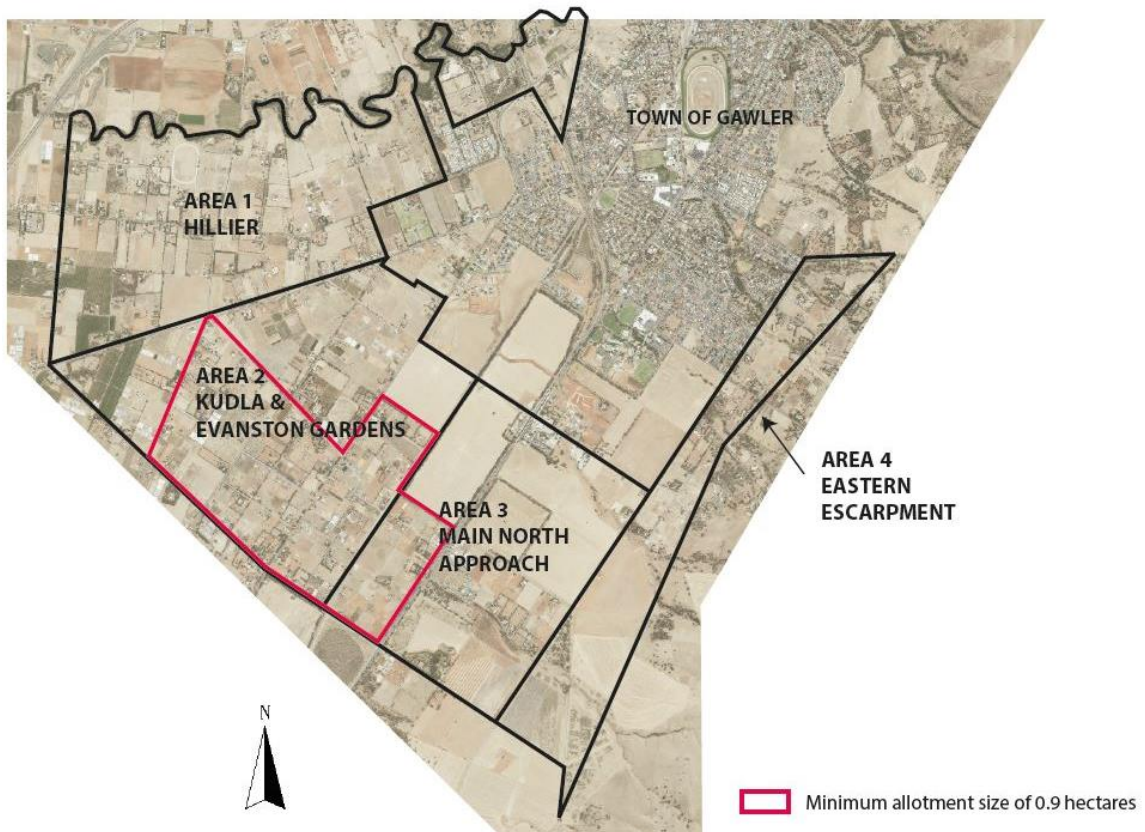 TOWN OF GAWLER
AREA 1
HILLIER
AREA 2
KUDLA &
EVANSTON GARDENS
AREA 3
MAIN NORTH
APPROACH
AREA 4
EASTERN
ESCARPMENT
N
Minimum allotment size of 0.9 hectares